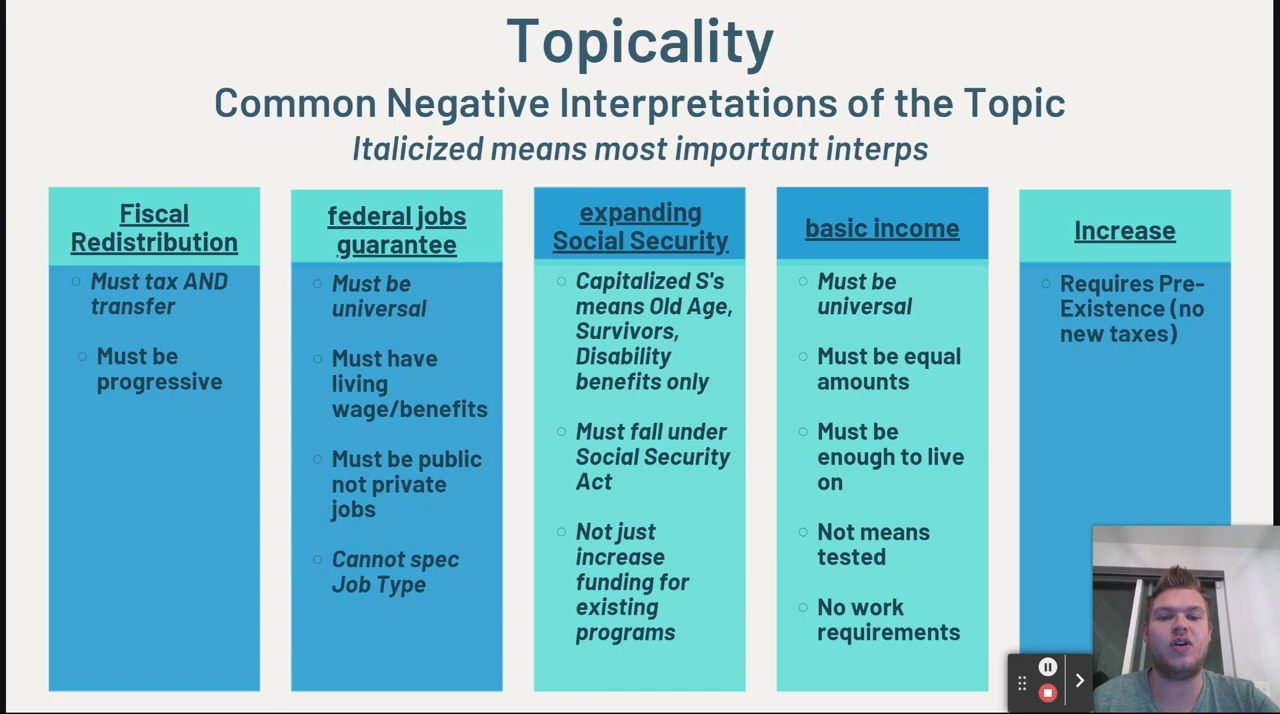 Topicality
Common Negative Interpretations of the Topic
Italicized means most important interps
Fiscal
Redistribution
Must tax AND
transfer
Must be
progressive
federal jobs
guarantee
Must be
universal
Must have
living
wage/benefits
Must be public
not private
jobs
Cannot spec
Job Type
expanding
Social Security
Capitalized S's
means Old Age,
Survivors,
Disability
benefits only
Must fall under
Social Security
Act
Not just
increase
funding for
existing
programs
basic income
Must be
universal
Must be equal
amounts
Must be
enough to live
on
Not means
tested
No work
requirements
Increase
Requires Pre-
Existence (no
new taxes)